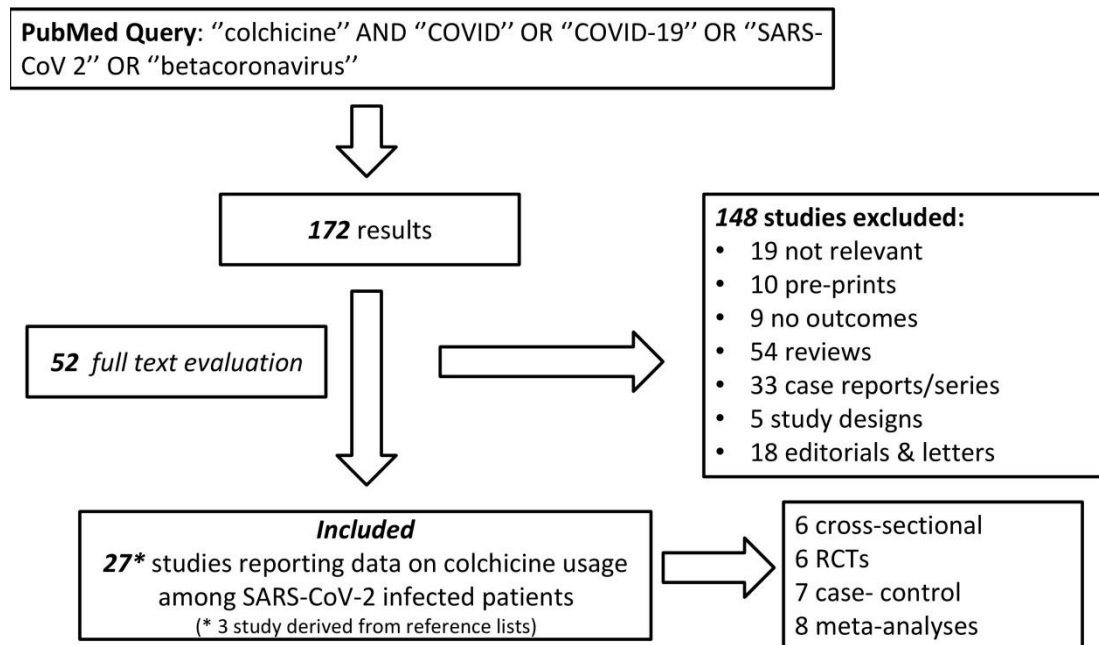 PubMed Query: ‘‘colchicine’’ AND ‘‘COVID’’ OR ‘‘COVID-19’’ OR ‘‘SARS-
CoV 2’’ OR ‘‘betacoronavirus’’
172 results
148 studies excluded:
• 19 not relevant
• 10 pre-prints
• 9 no outcomes
• 54 reviews
• 33 case reports/series
• 5 study designs
• 18 editorials & letters
52 full text evaluation
Included
27* studies reporting data on colchicine usage
among SARS-CoV-2 infected patients
(* 3 study derived from reference lists)
6 cross-sectional
6 RCTs
7 case- control
8 meta-analyses